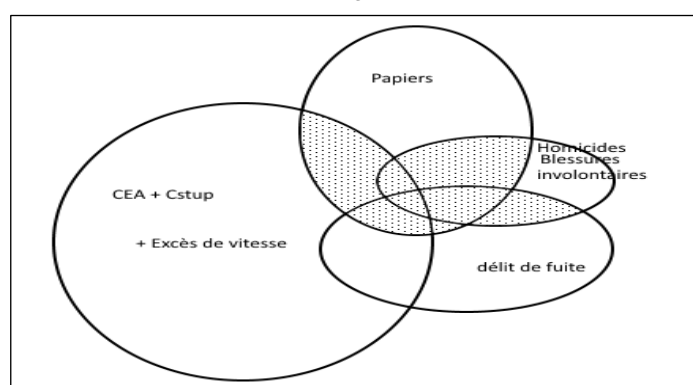 Papiers
Homicides
Blessures
involontaires
CEA + Cstup
+ Excès de vitesse
délit de fuite